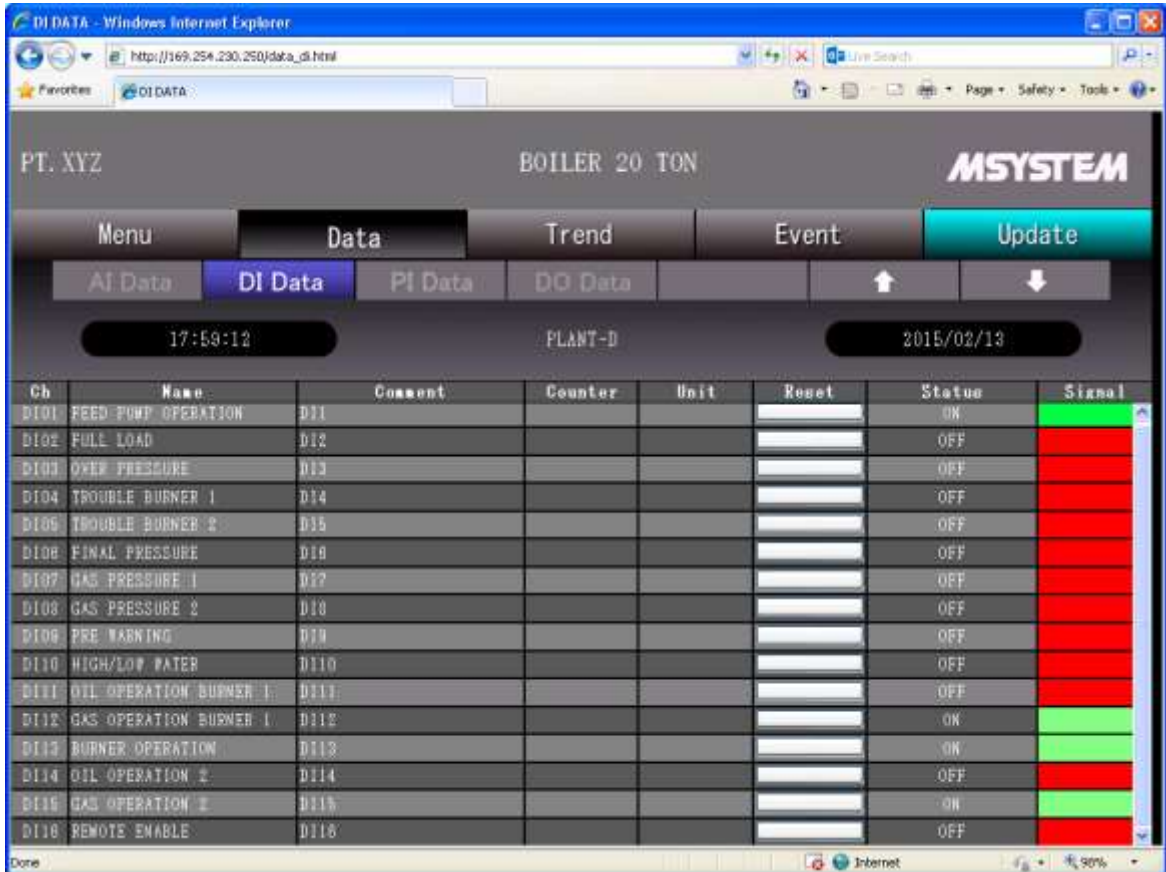 DI DATA - Windows Internet Explorer
http://169.254.230.250/data_di.html
Live Search
Favorites DI DATA Page Safety Tools
PT. XYZ BOILER 20 TON MSYSTEM
Menu Data Trend Event Update
AI Data DI Data PI Data DO Data
17:59:12 PLANT-D 2015/02/13
Ch Name Comment Counter Unit Reset Status Signal
DI01 FEED PUMP OPERATION DI1 ON
DI02 FULL LOAD DI2 OFF
DI03 OVER PRESSURE DI3 OFF
DI04 TROUBLE BURNER 1 DI4 OFF
DI05 TROUBLE BURNER 2 DI5 OFF
DI06 FINAL PRESSURE DI6 OFF
DI07 GAS PRESSURE 1 DI7 OFF
DI08 GAS PRESSURE 2 DI8 OFF
DI09 PRE WARNING DI9 OFF
DI10 HIGH/LOW WATER DI10 OFF
DI11 OIL OPERATION BURNER 1 DI11 OFF
DI12 GAS OPERATION BURNER 1 DI12 ON
DI13 BURNER OPERATION DI13 ON
DI14 OIL OPERATION 2 DI14 OFF
DI15 GAS OPERATION 2 DI15 ON
DI16 REMOTE ENABLE DI16 OFF
Done Internet 90%